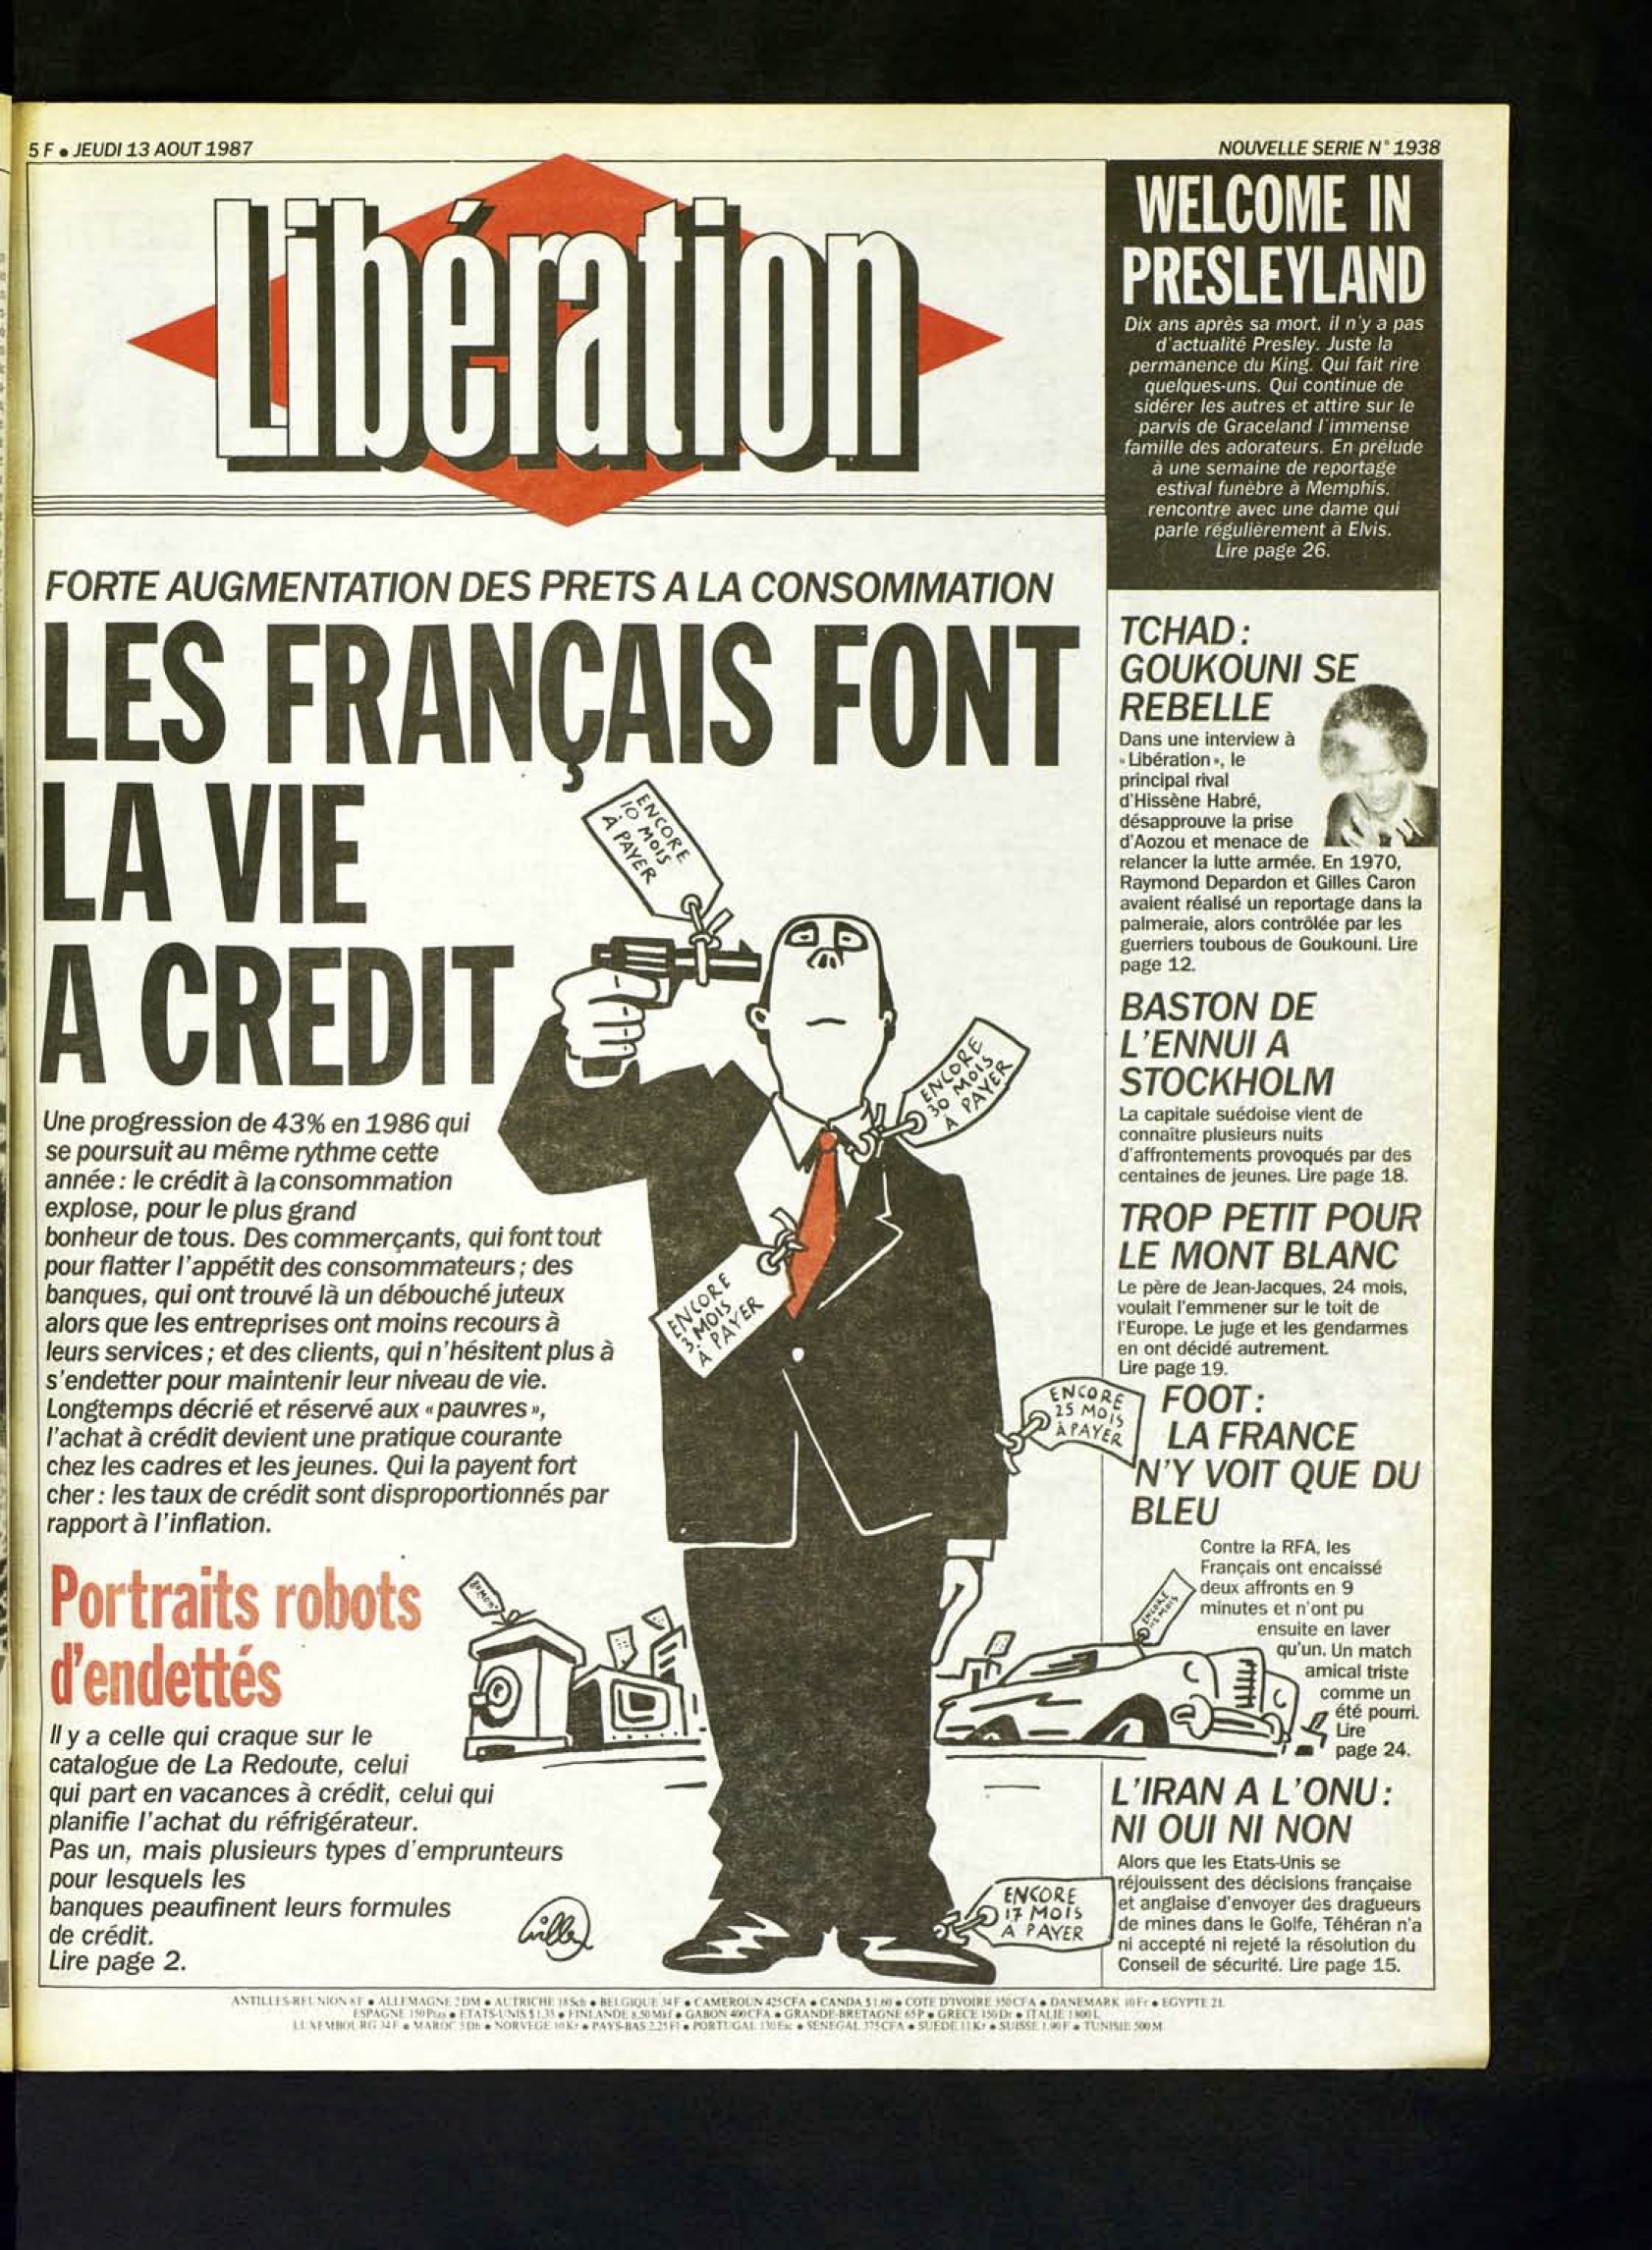 5 F ● JEUDI 13 AOUT 1987
NOUVELLE SERIE N° 1938
Libération
WELCOME IN
PRESLEYLAND
Dix ans après sa mort, il n'y a pas
d'actualité Presley. Juste la
permanence du King. Qui fait rire
quelques-uns. Qui continue de
sidérer les autres et attire sur le
parvis de Graceland l'immense
famille des adorateurs. En prélude
à une semaine de reportage
estival funèbre à Memphis,
rencontre avec une dame qui
parle régulièrement à Elvis.
Lire page 26.
FORTE AUGMENTATION DES PRETS A LA CONSOMMATION
LES FRANÇAIS FONT
LA VIE
A CREDIT
Une progression de 43% en 1986 qui
se poursuit au même rythme cette
année : le crédit à la consommation
explose, pour le plus grand
bonheur de tous. Des commerçants, qui font tout
pour flatter l'appétit des consommateurs ; des
banques, qui ont trouvé là un débouché juteux
alors que les entreprises ont moins recours à
leurs services ; et des clients, qui n'hésitent plus à
s'endetter pour maintenir leur niveau de vie.
Longtemps décrié et réservé aux « pauvres »,
l'achat à crédit devient une pratique courante
chez les cadres et les jeunes. Qui la payent fort
cher : les taux de crédit sont disproportionnés par
rapport à l'inflation.
Portraits robots
d'endettés
Il y a celle qui craque sur le
catalogue de La Redoute, celui
qui part en vacances à crédit, celui qui
planifie l'achat du réfrigérateur.
Pas un, mais plusieurs types d'emprunteurs
pour lesquels les
banques peaufinent leurs formules
de crédit.
Lire page 2.
ENCORE
10 MOIS
À PAYER
ENCORE
30 MOIS
À PAYER
ENCORE
3 MOIS
À PAYER
ENCORE
25 MOIS
À PAYER
ENCORE
17 MOIS
A PAYER
Willem
TCHAD :
GOUKOUNI SE
REBELLE
Dans une interview à
« Libération », le
principal rival
d'Hissène Habré,
désapprouve la prise
d'Aozou et menace de
relancer la lutte armée. En 1970,
Raymond Depardon et Gilles Caron
avaient réalisé un reportage dans la
palmeraie, alors contrôlée par les
guerriers toubous de Goukouni. Lire
page 12.
BASTON DE
L'ENNUI A
STOCKHOLM
La capitale suédoise vient de
connaître plusieurs nuits
d'affrontements provoqués par des
centaines de jeunes. Lire page 18.
TROP PETIT POUR
LE MONT BLANC
Le père de Jean-Jacques, 24 mois,
voulait l'emmener sur le toit de
l'Europe. Le juge et les gendarmes
en ont décidé autrement.
Lire page 19.
FOOT :
LA FRANCE
N'Y VOIT QUE DU
BLEU
Contre la RFA, les
Français ont encaissé
deux affronts en 9
minutes et n'ont pu
ensuite en laver
qu'un. Un match
amical triste
comme un
été pourri.
Lire
page 24.
L'IRAN A L'ONU :
NI OUI NI NON
Alors que les Etats-Unis se
réjouissent des décisions française
et anglaise d'envoyer des dragueurs
de mines dans le Golfe, Téhéran n'a
ni accepté ni rejeté la résolution du
Conseil de sécurité. Lire page 15.
ANTILLES-REUNION 8 F ● ALLEMAGNE 2 DM ● AUTRICHE 18 Sch ● BELGIQUE 34 F ● CAMEROUN 425 CFA ● CANDA $ 1.60 ● COTE D'IVOIRE 350 CFA ● DANEMARK 10 Fr ● EGYPTE 2L
ESPAGNE 150 Ptas ● ETATS-UNIS $ 1,35 ● FINLANDE 8,50 Mkf ● GABON 400 CFA ● GRANDE-BRETAGNE 65 P ● GRECE 150 Dr ● ITALIE 1 800 L
LUXEMBOURG 34 F ● MAROC 5 Dh ● NORVEGE 10 Kr ● PAYS-BAS 2,25 Fl ● PORTUGAL 130 Esc ● SENEGAL 375 CFA ● SUEDE 11 Kr ● SUISSE 1.90 F ● TUNISIE 500 M